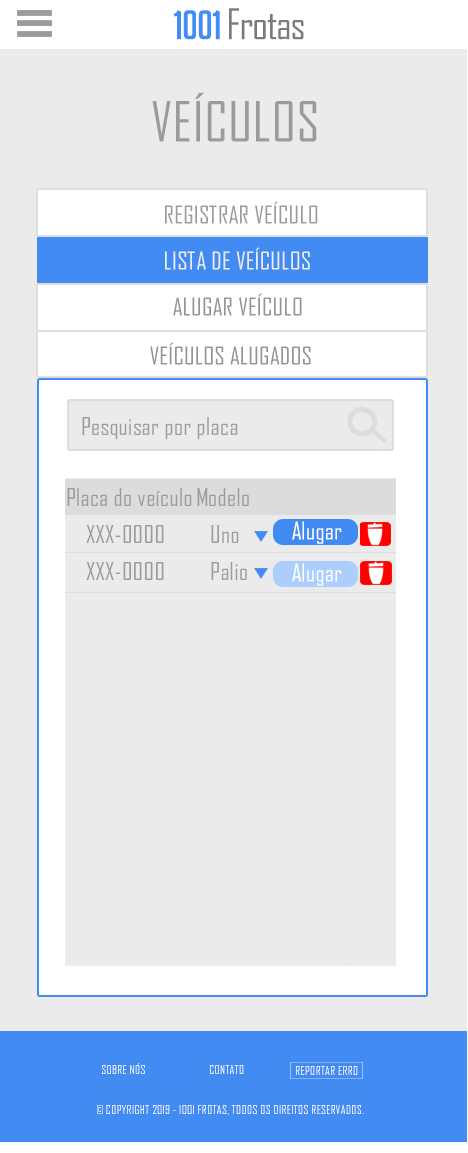 1001 Frotas
VEÍCULOS
REGISTRAR VEÍCULO
LISTA DE VEÍCULOS
ALUGAR VEÍCULO
VEÍCULOS ALUGADOS
Pesquisar por placa
Placa do veículo Modelo
XXX-0000 Uno Alugar
XXX-0000 Palio Alugar
SOBRE NÓS CONTATO REPORTAR ERRO
© COPYRIGHT 2019 - 1001 FROTAS, TODOS OS DIREITOS RESERVADOS.